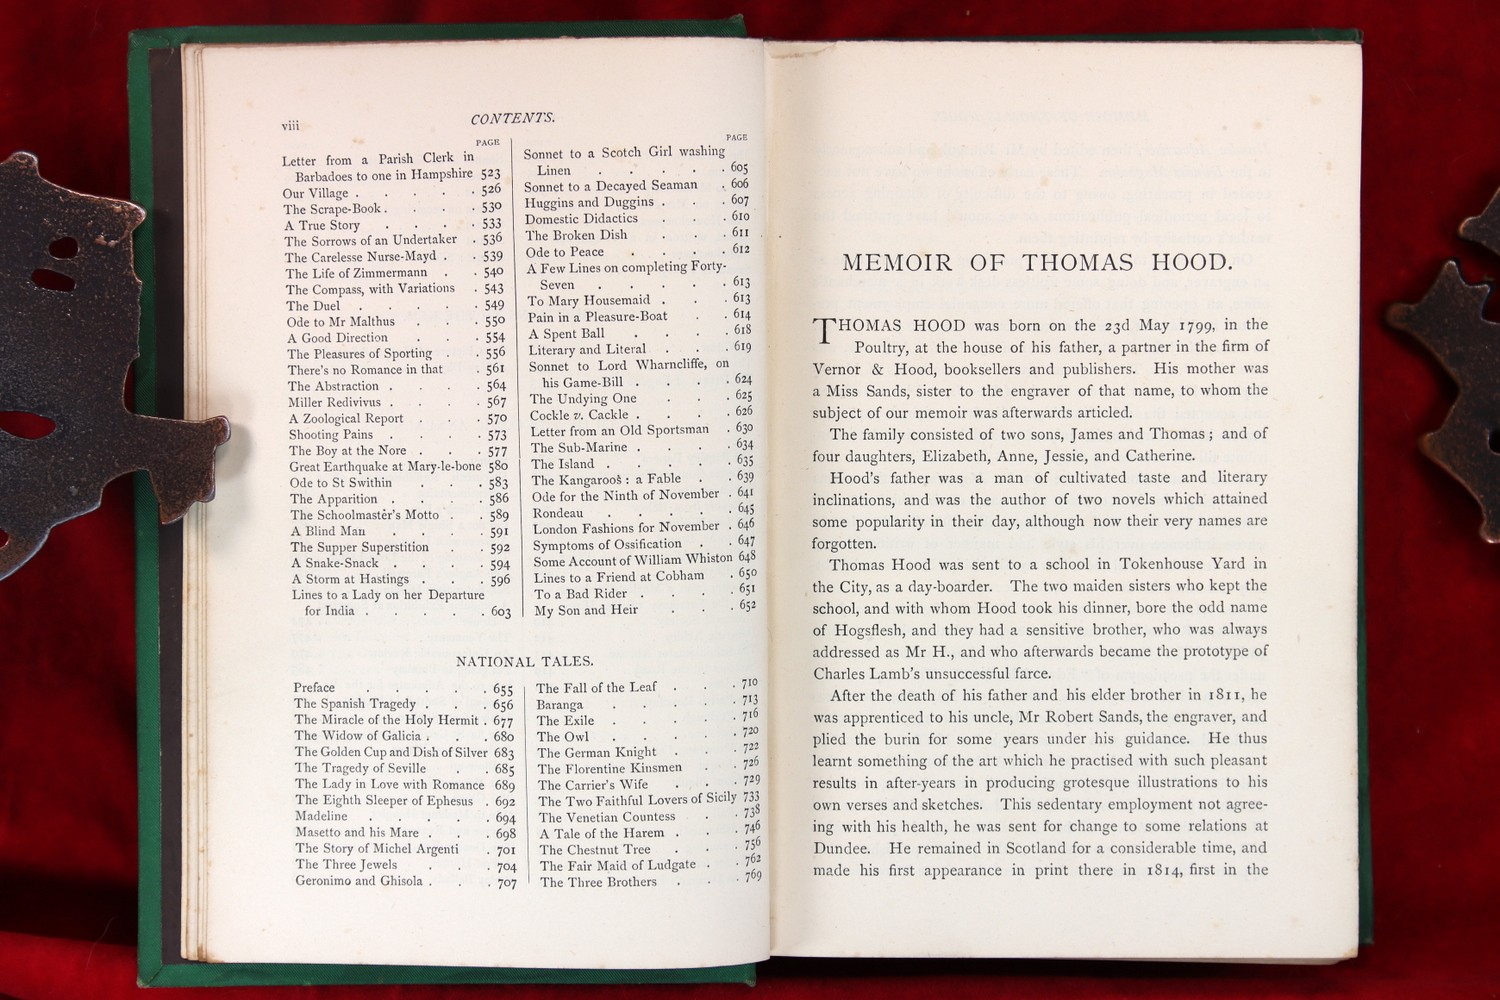 viii
CONTENTS.
PAGE
Letter from a Parish Clerk in
Barbadoes to one in Hampshire 523
Our Village . . . . 526
The Scrape-Book . . . . 530
A True Story . . . . 533
The Sorrows of an Undertaker . 536
The Carelesse Nurse-Mayd . . 539
The Life of Zimmermann . 540
The Compass, with Variations . 543
The Duel . . . . 549
Ode to Mr Malthus . . . 550
A Good Direction . . . 554
The Pleasures of Sporting . . 556
There's no Romance in that . 561
The Abstraction . . . . 564
Miller Redivivus . . . . 567
A Zoological Report . . . 570
Shooting Pains . . . . 573
The Boy at the Nore . . . 577
Great Earthquake at Mary-le-bone 580
Ode to St Swithin . . . 583
The Apparition . . . . 586
The Schoolmaster's Motto . . 589
A Blind Man . . . . 591
The Supper Superstition . . 592
A Snake-Snack . . . . 594
A Storm at Hastings . . . 596
Lines to a Lady on her Departure
for India . . . . . 603
PAGE
Sonnet to a Scotch Girl washing
Linen . . . . . 605
Sonnet to a Decayed Seaman . 606
Huggins and Duggins . . . 607
Domestic Didactics . . . 610
The Broken Dish . . . 611
Ode to Peace . . . . 612
A Few Lines on completing Forty-
Seven . . . . . 613
To Mary Housemaid . . . 613
Pain in a Pleasure-Boat . . 614
A Spent Ball . . . . 618
Literary and Literal . . . 619
Sonnet to Lord Wharncliffe, on
his Game-Bill . . . . 624
The Undying One . . . 625
Cockle v. Cackle . . . . 626
Letter from an Old Sportsman . 630
The Sub-Marine . . . . 634
The Island . . . . . 635
The Kangaroos : a Fable . . 639
Ode for the Ninth of November . 641
Rondeau . . . . . 645
London Fashions for November . 646
Symptoms of Ossification . . 647
Some Account of William Whiston 648
Lines to a Friend at Cobham . 650
To a Bad Rider . . . . 651
My Son and Heir . . . 652
NATIONAL TALES.
Preface . . . . . 655
The Spanish Tragedy . . . 656
The Miracle of the Holy Hermit . 677
The Widow of Galicia . . . 680
The Golden Cup and Dish of Silver 683
The Tragedy of Seville . . 685
The Lady in Love with Romance 689
The Eighth Sleeper of Ephesus . 692
Madeline . . . . . 694
Masetto and his Mare . . . 698
The Story of Michel Argenti . 701
The Three Jewels . . . 704
Geronimo and Ghisola . . . 707
The Fall of the Leaf . . . 710
Baranga . . . . . 713
The Exile . . . . . 716
The Owl . . . . . 720
The German Knight . . . 722
The Florentine Kinsmen . . 726
The Carrier's Wife . . . 729
The Two Faithful Lovers of Sicily 733
The Venetian Countess . . 738
A Tale of the Harem . . . 746
The Chestnut Tree . . . 756
The Fair Maid of Ludgate . . 762
The Three Brothers . . . 769
MEMOIR OF THOMAS HOOD.
THOMAS HOOD was born on the 23d May 1799, in the
Poultry, at the house of his father, a partner in the firm of
Vernor & Hood, booksellers and publishers. His mother was
a Miss Sands, sister to the engraver of that name, to whom the
subject of our memoir was afterwards articled.
The family consisted of two sons, James and Thomas ; and of
four daughters, Elizabeth, Anne, Jessie, and Catherine.
Hood's father was a man of cultivated taste and literary
inclinations, and was the author of two novels which attained
some popularity in their day, although now their very names are
forgotten.
Thomas Hood was sent to a school in Tokenhouse Yard in
the City, as a day-boarder. The two maiden sisters who kept the
school, and with whom Hood took his dinner, bore the odd name
of Hogsflesh, and they had a sensitive brother, who was always
addressed as Mr H., and who afterwards became the prototype of
Charles Lamb's unsuccessful farce.
After the death of his father and his elder brother in 1811, he
was apprenticed to his uncle, Mr Robert Sands, the engraver, and
plied the burin for some years under his guidance. He thus
learnt something of the art which he practised with such pleasant
results in after-years in producing grotesque illustrations to his
own verses and sketches. This sedentary employment not agree-
ing with his health, he was sent for change to some relations at
Dundee. He remained in Scotland for a considerable time, and
made his first appearance in print there in 1814, first in the